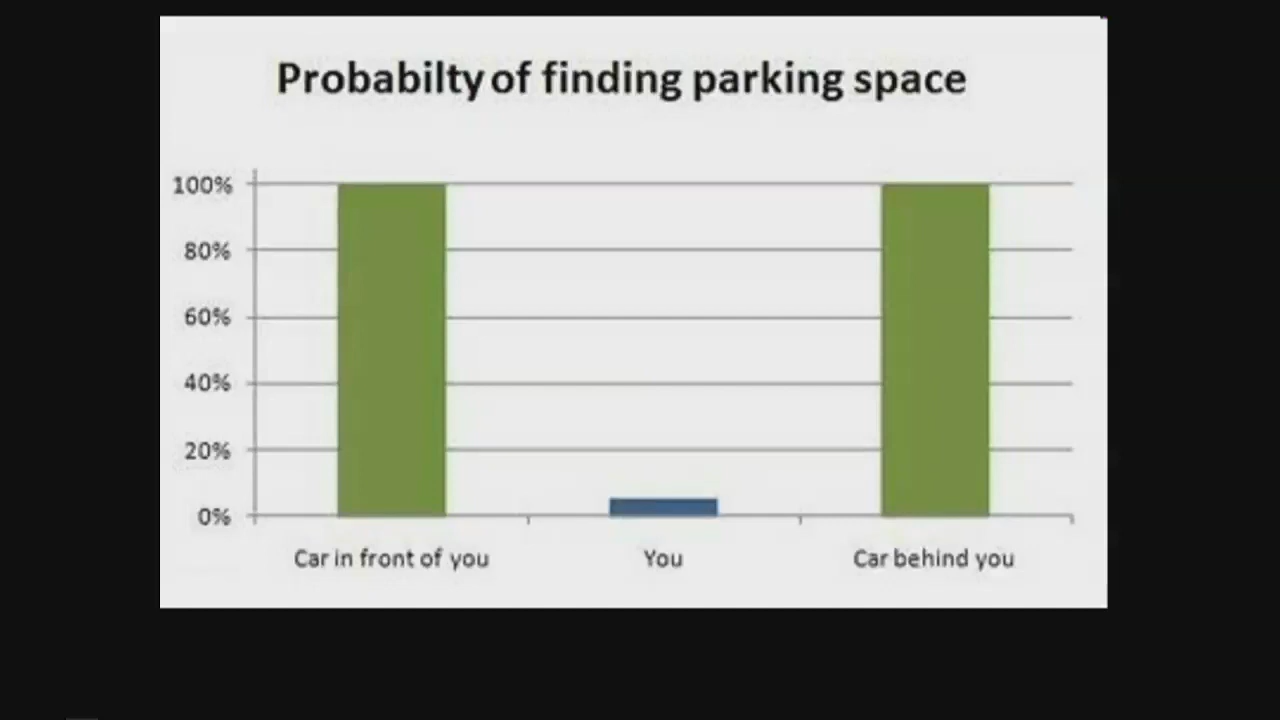 Probabilty of finding parking space
100%
80%
60%
40%
20%
0%
Car in front of you
You
Car behind you